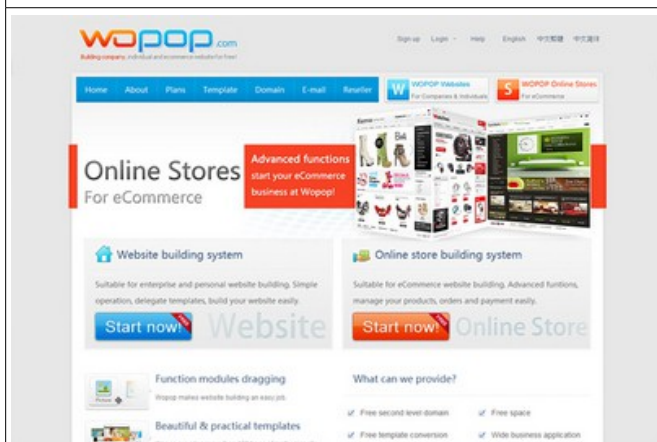 WOPOP.com
Building company, individual and ecommerce website for free!
Sign up Login Help English 中文繁體 中文简体
Home About Plans Template Domain E-mail Reseller
W WOPOP Websites
For Companies & Individuals
S WOPOP Online Stores
For eCommerce
Online Stores
For eCommerce
Advanced functions
start your eCommerce
business at Wopop!
Website building system
Suitable for enterprise and personal website building. Simple
operation, delegate templates, build your website easily.
Start now! FREE
Website
Online store building system
Suitable for eCommerce website building. Advanced funtions,
manage your products, orders and payment easily.
Start now! FREE
Online Store
Function modules dragging
Wopop makes website building an easy job.
Picture
Beautiful & practical templates
What can we provide?
Free second level domain
Free space
Free template conversion
Wide business application